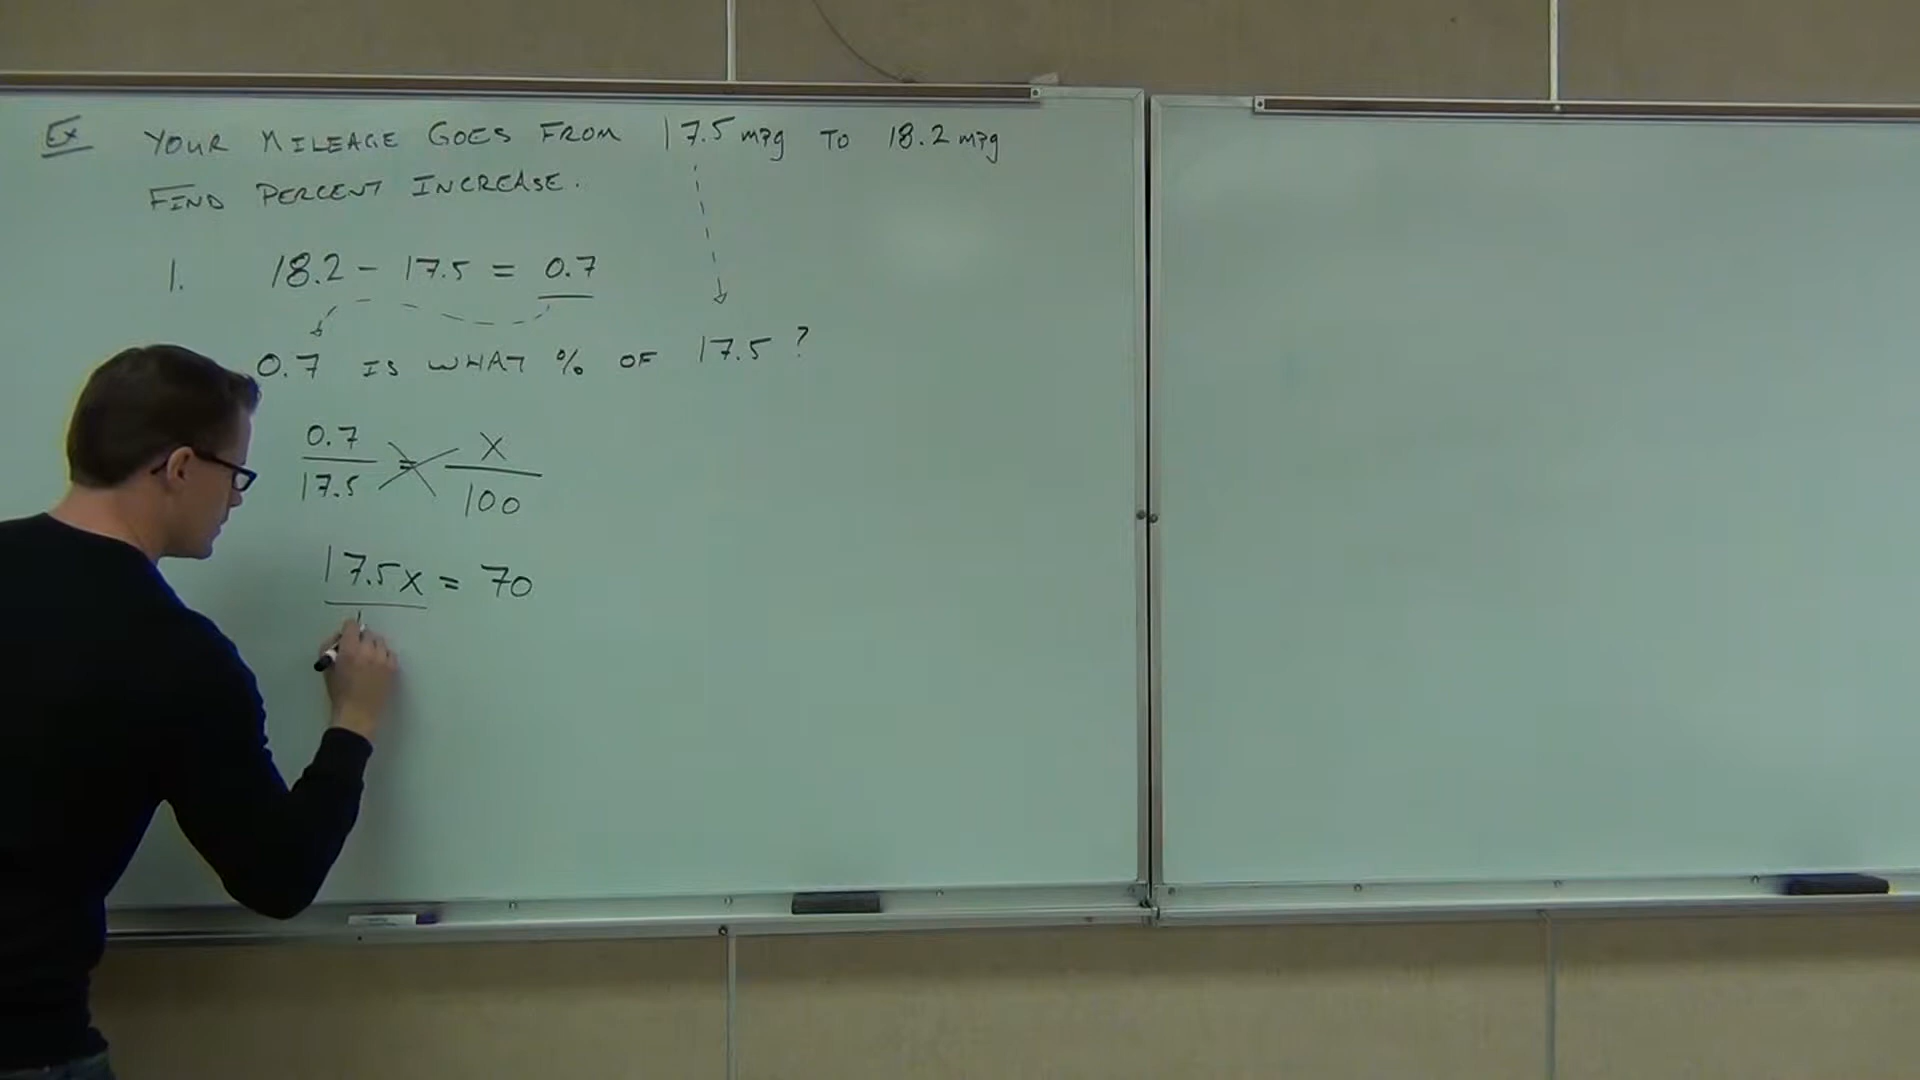 Ex YOUR MILEAGE GOES FROM 17.5 mpg TO 18.2 mpg
FIND PERCENT INCREASE.
1. 18.2 - 17.5 = 0.7
0.7 IS WHAT % OF 17.5 ?
0.7/17.5 = X/100
17.5x = 70